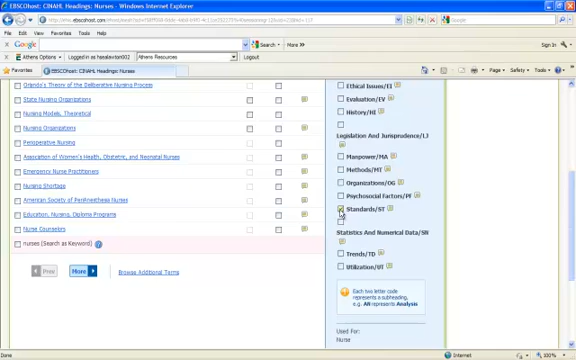 EBSCOhost: CINAHL Headings: Nurses - Windows Internet Explorer
File Edit View Favorites Tools Help
Google
Search
More »
Sign In
Athens Options
Logged in as
Athens Resources
Logout
Favorites
EBSCOhost: CINAHL Headings: Nurses
Page
Safety
Tools
Orando's Theory of the Deliberative Nursing Process
State Nursing Organizations
Nursing Models, Theoretical
Nursing Organizations
Perioperative Nursing
Association of Women's Health, Obstetric, and Neonatal Nurses
Emergency Nurse Practitioners
Nursing Shortage
American Society of PeriAnesthesia Nurses
Education, Nursing, Diploma Programs
Nurse Counselors
nurses (Search as Keyword)
Prev
More
Browse Additional Terms
Ethical Issues/EI
Evaluation/EV
History/HI
Legislation And Jurisprudence/LJ
Manpower/MA
Methods/MT
Organizations/OG
Psychosocial Factors/PF
Standards/ST
Statistics And Numerical Data/SN
Trends/TD
Utilization/UT
Each two letter code
represents a subheading,
e.g. AN represents Analysis
Used For:
Nurse
Internet
100%